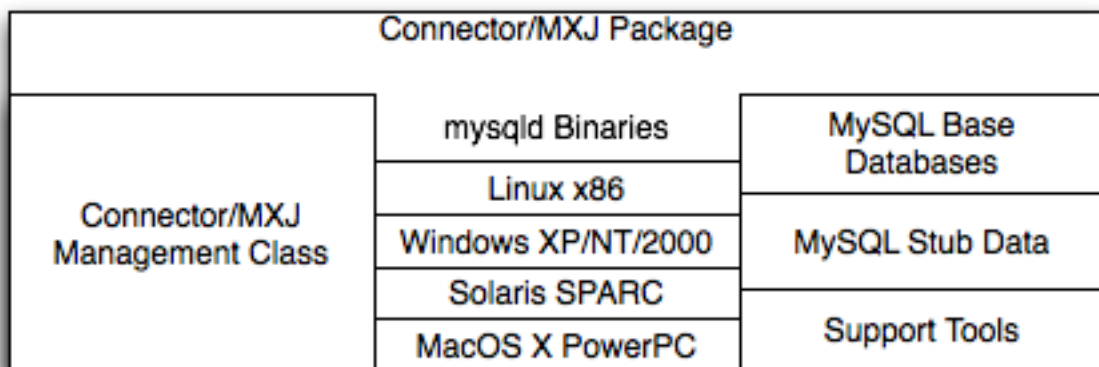 Connector/MXJ Package
Connector/MXJ
Management Class
mysqld Binaries
Linux x86
Windows XP/NT/2000
Solaris SPARC
MacOS X PowerPC
MySQL Base
Databases
MySQL Stub Data
Support Tools